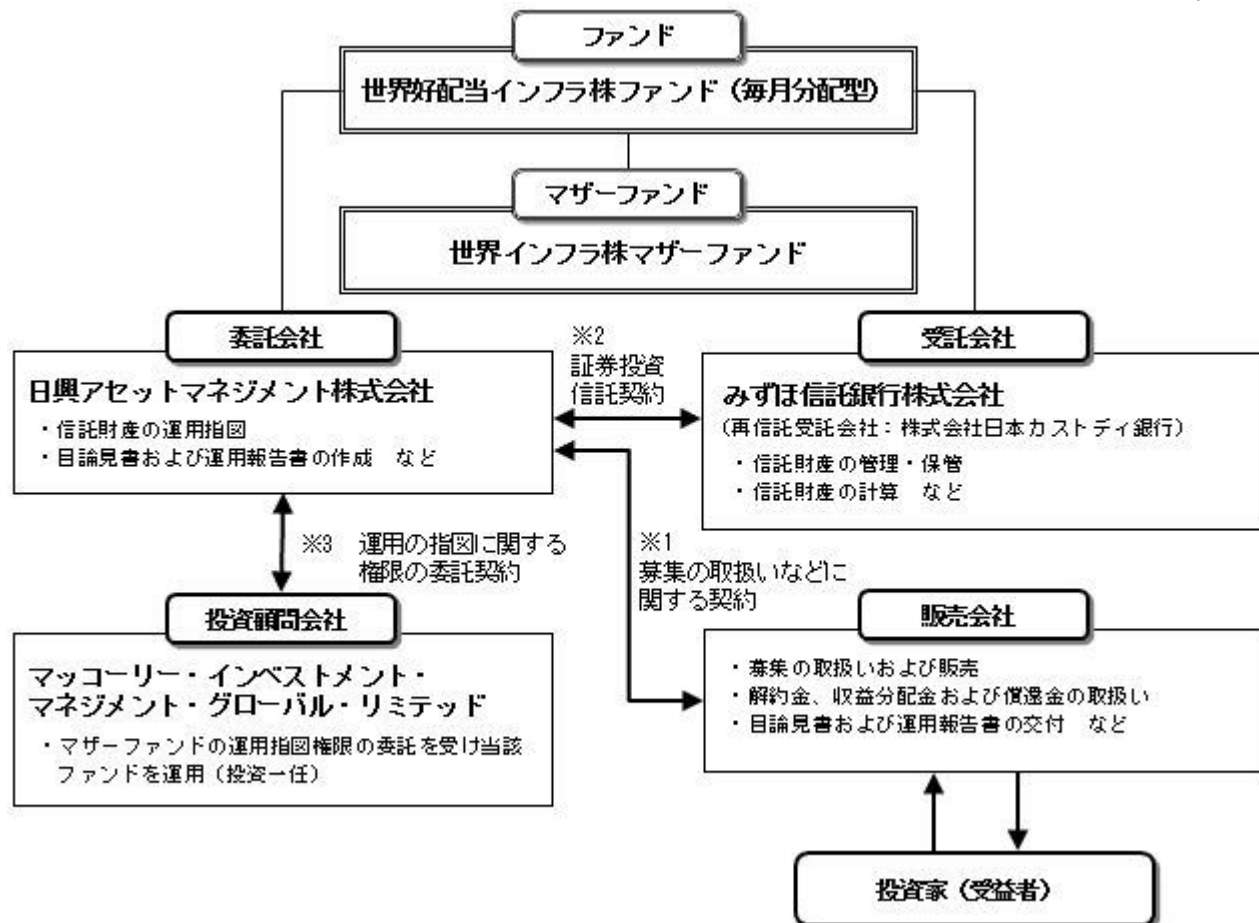 ファンド
世界好配当インフラ株ファンド（毎月分配型）
マザーファンド
世界インフラ株マザーファンド
委託会社
日興アセットマネジメント株式会社
・信託財産の運用指図
・目論見書および運用報告書の作成　など
※2
証券投資
信託契約
受託会社
みずほ信託銀行株式会社
（再信託受託会社：株式会社日本カストディ銀行）
・信託財産の管理・保管
・信託財産の計算　など
※3　運用の指図に関する
権限の委託契約
※1
募集の取扱いなどに
関する契約
投資顧問会社
マッコーリー・インベストメント・
マネジメント・グローバル・リミテッド
・マザーファンドの運用指図権限の委託を受け当該
ファンドを運用（投資一任）
販売会社
・募集の取扱いおよび販売
・解約金、収益分配金および償還金の取扱い
・目論見書および運用報告書の交付　など
投資家（受益者）